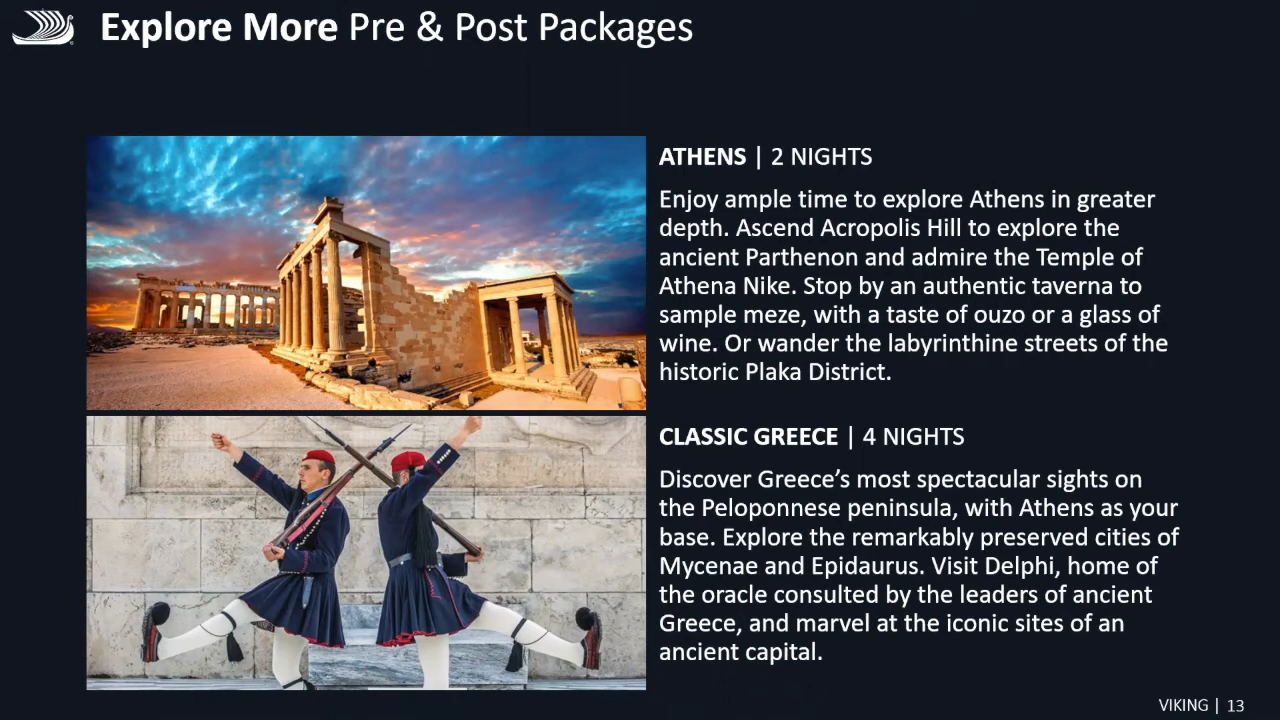 Explore More Pre & Post Packages
ATHENS | 2 NIGHTS
Enjoy ample time to explore Athens in greater
depth. Ascend Acropolis Hill to explore the
ancient Parthenon and admire the Temple of
Athena Nike. Stop by an authentic taverna to
sample meze, with a taste of ouzo or a glass of
wine. Or wander the labyrinthine streets of the
historic Plaka District.
CLASSIC GREECE | 4 NIGHTS
Discover Greece’s most spectacular sights on
the Peloponnese peninsula, with Athens as your
base. Explore the remarkably preserved cities of
Mycenae and Epidaurus. Visit Delphi, home of
the oracle consulted by the leaders of ancient
Greece, and marvel at the iconic sites of an
ancient capital.
VIKING | 13